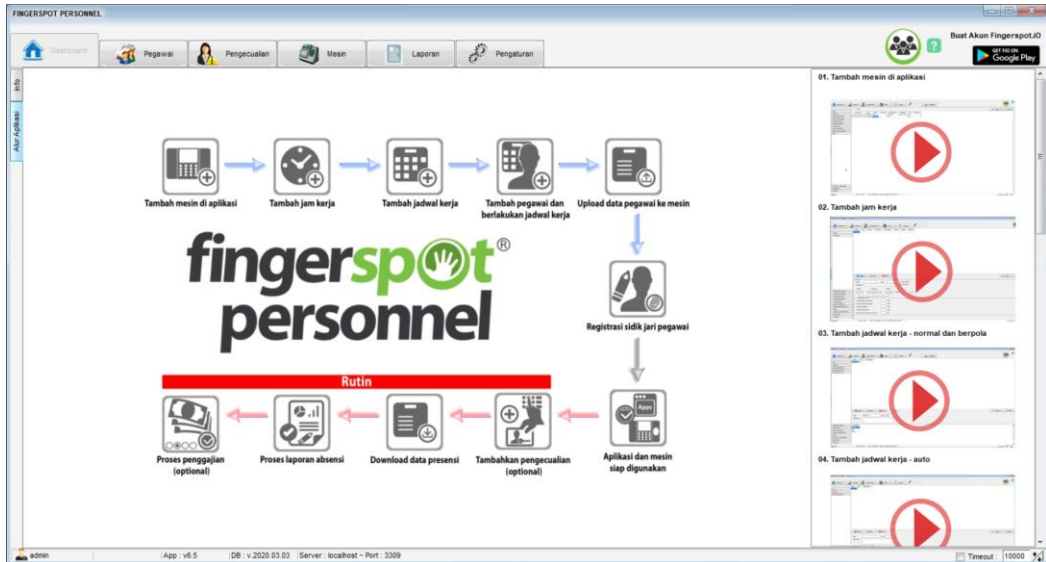 FINGERSPOT PERSONNEL
Dashboard
Pegawai
Pengecualian
Mesin
Laporan
Pengaturan
?
Buat Akun Fingerspot.iO
GET FIO ON
Google Play
Info
Alur Aplikasi
Tambah mesin di aplikasi
Tambah jam kerja
Tambah jadwal kerja
Tambah pegawai dan
berlakukan jadwal kerja
Upload data pegawai ke mesin
fingerspot®
personnel
Registrasi sidik jari pegawai
Rutin
Apps
Proses penggajian
(optional)
Proses laporan absensi
Download data presensi
Tambahkan pengecualian
(optional)
Aplikasi dan mesin
siap digunakan
01. Tambah mesin di aplikasi
02. Tambah jam kerja
03. Tambah jadwal kerja - normal dan berpola
04. Tambah jadwal kerja - auto
admin
App : v6.5
DB : v.2020.03.03
Server : localhost ~ Port : 3309
Timeout : 10000